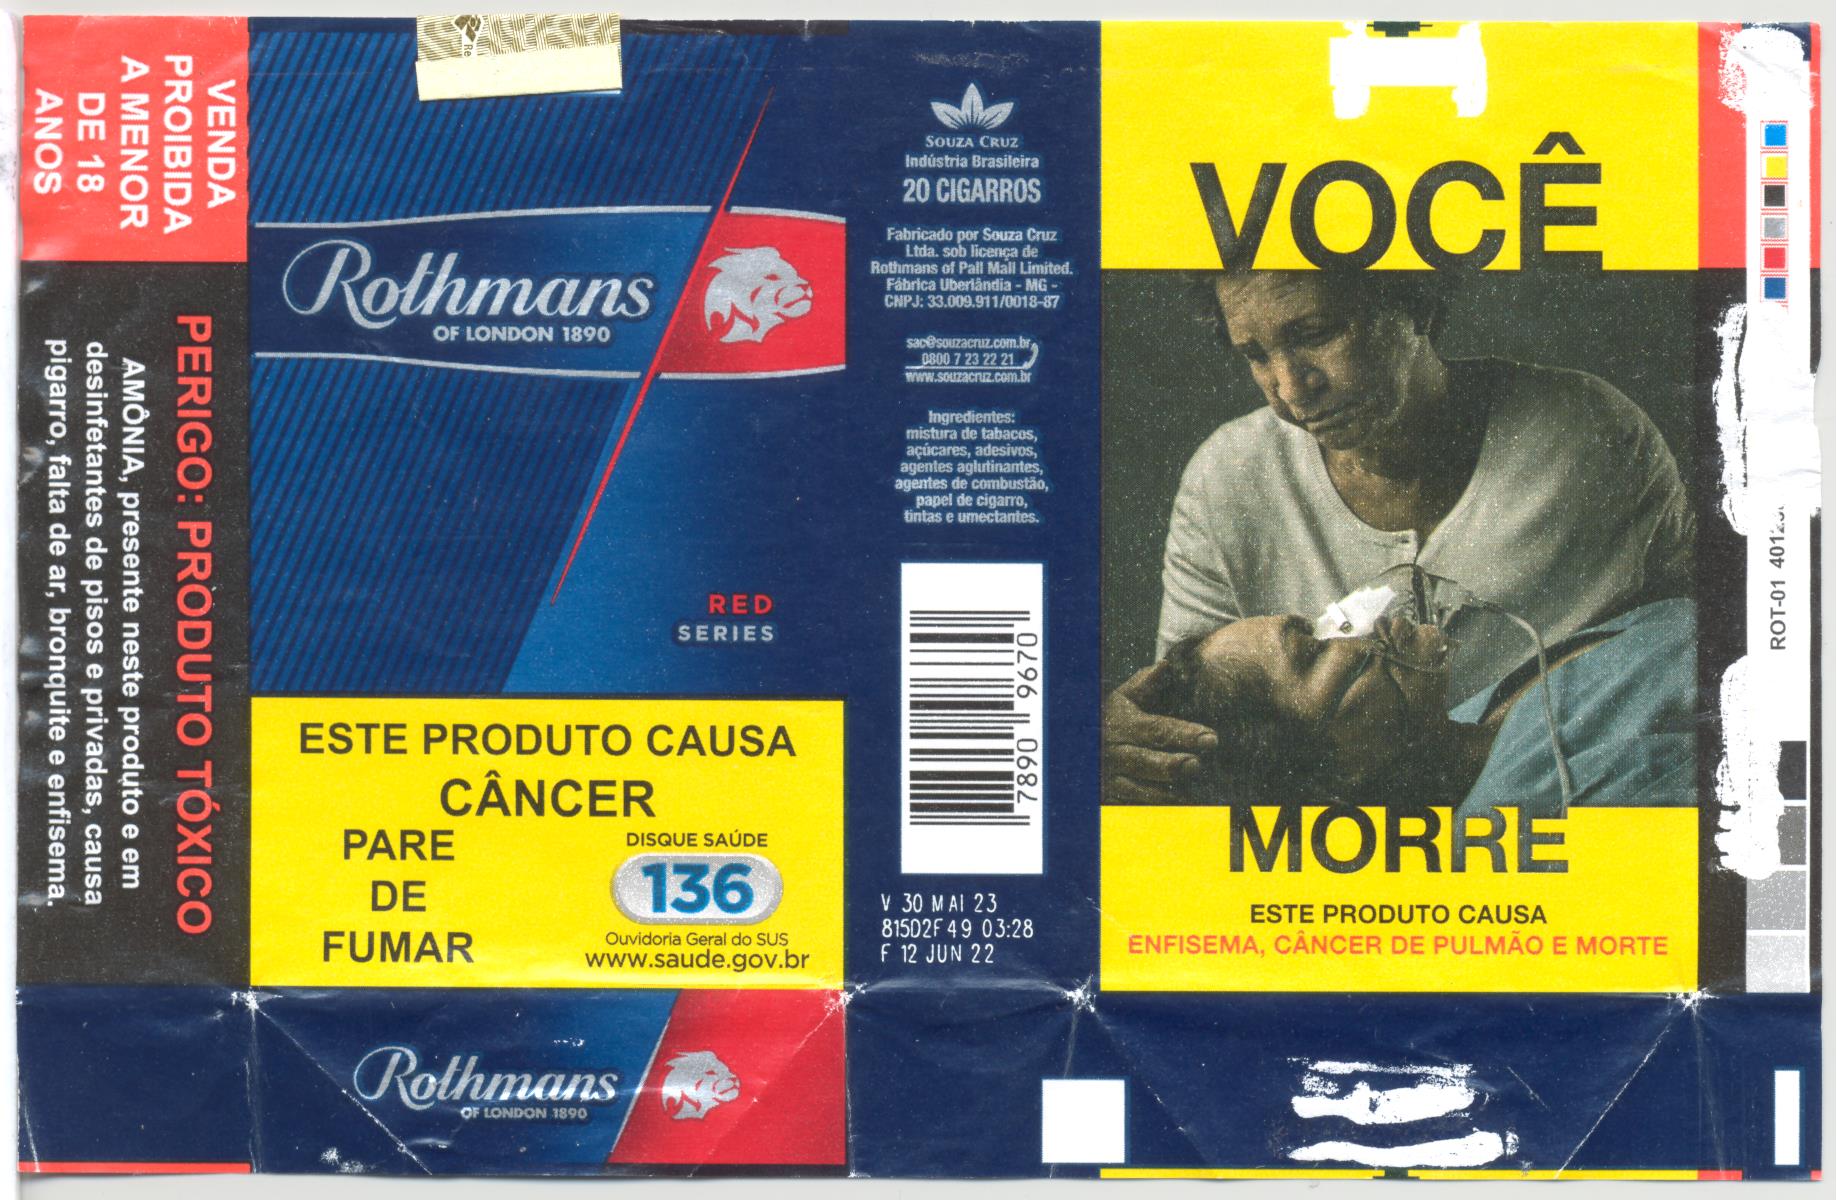 VENDA
PROIBIDA
A MENOR
DE 18
ANOS
PERIGO: PRODUTO TÓXICO
AMÔNIA, presente neste produto e em
desinfetantes de pisos e privadas, causa
pigarro, falta de ar, bronquite e enfisema.
Re
Rothmans
OF LONDON 1890
RED
SERIES
ESTE PRODUTO CAUSA
CÂNCER
PARE
DE
FUMAR
DISQUE SAÚDE
136
Ouvidoria Geral do SUS
www.saude.gov.br
Rothmans
OF LONDON 1890
SOUZA CRUZ
Indústria Brasileira
20 CIGARROS
Fabricado por Souza Cruz
Ltda. sob licença de
Rothmans of Pall Mall Limited.
Fábrica Uberlândia - MG -
CNPJ: 33.009.911/0018-87
sac@souzacruz.com.br
0800 7 23 22 21
www.souzacruz.com.br
Ingredientes:
mistura de tabacos,
açúcares, adesivos,
agentes aglutinantes,
agentes de combustão,
papel de cigarro,
tintas e umectantes.
7890 9670
V 30 MAI 23
815D2F49 03:28
F 12 JUN 22
VOCÊ
MORRE
ESTE PRODUTO CAUSA
ENFISEMA, CÂNCER DE PULMÃO E MORTE
ROT-01